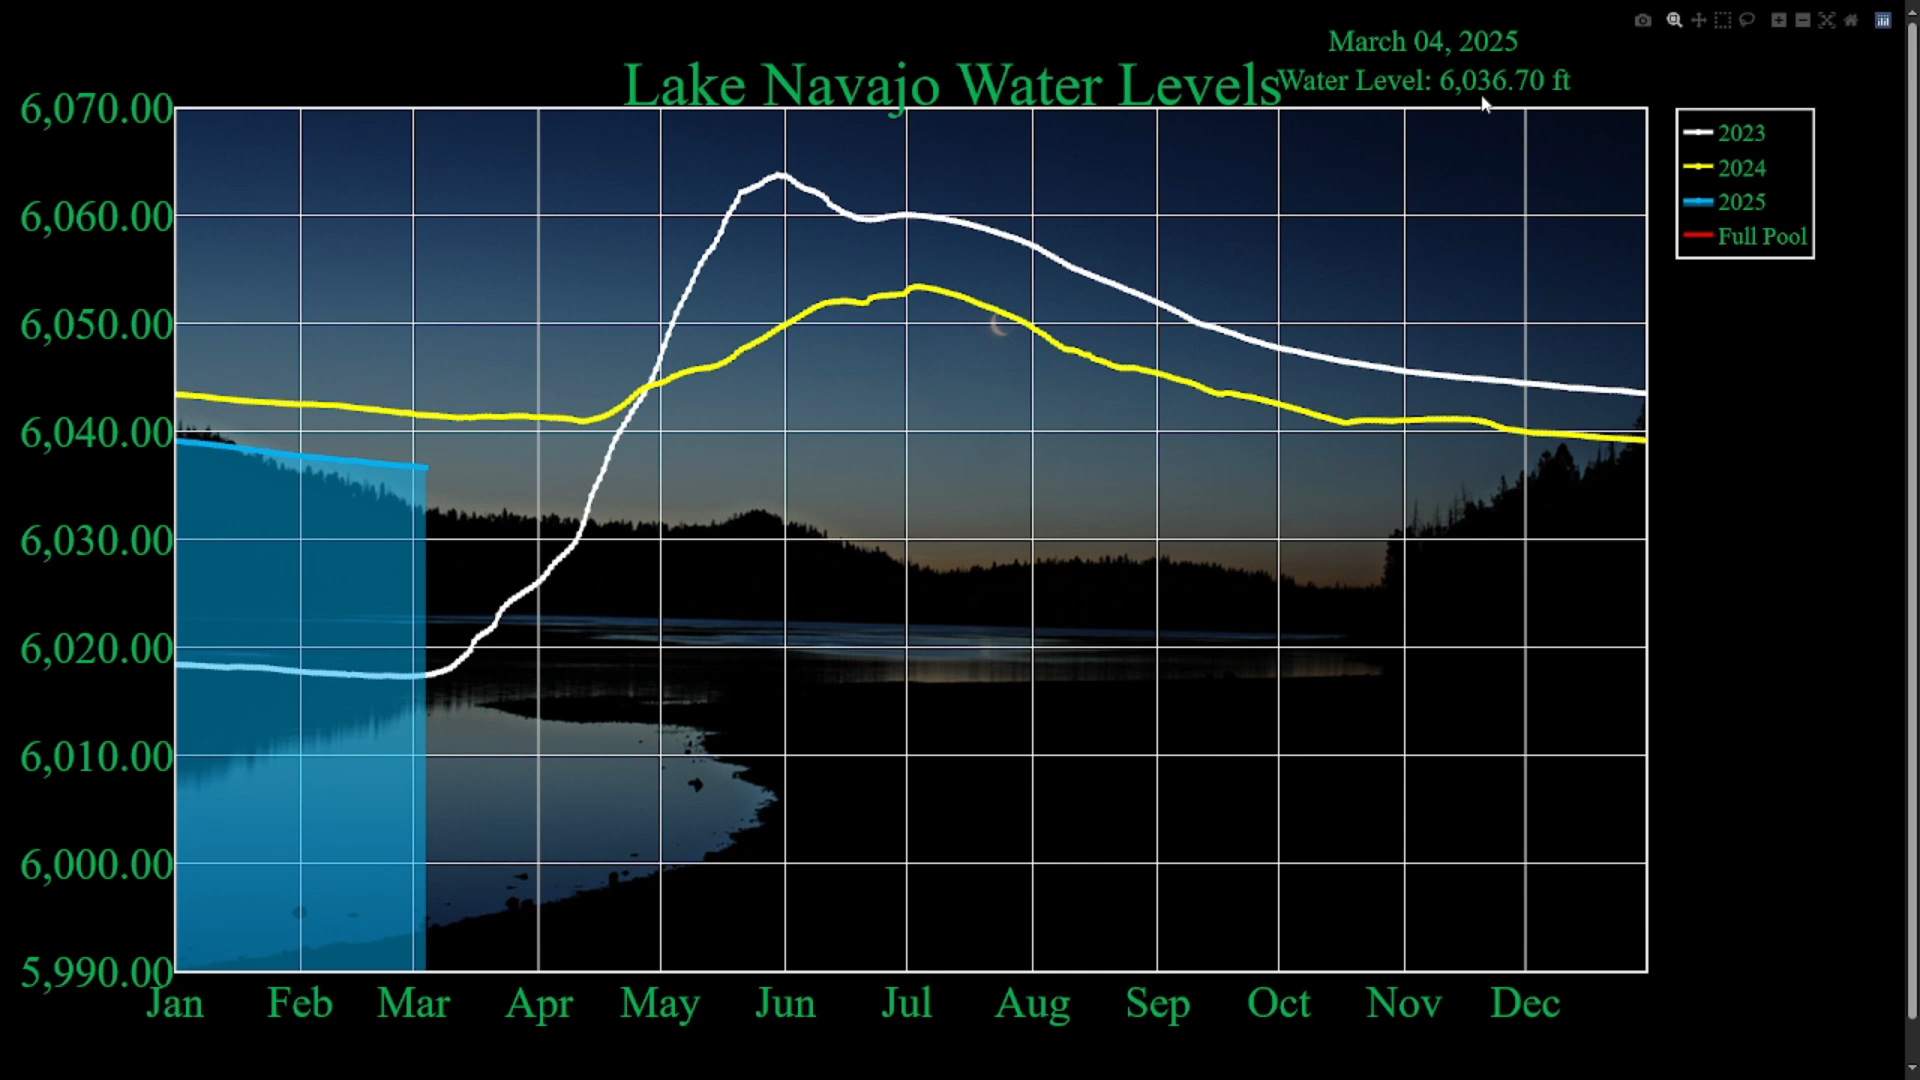 March 04, 2025
Lake Navajo Water Levels
Water Level: 6,036.70 ft
6,070.00
6,060.00
6,050.00
6,040.00
6,030.00
6,020.00
6,010.00
6,000.00
5,990.00
2023
2024
2025
Full Pool
Jan Feb Mar Apr May Jun Jul Aug Sep Oct Nov Dec